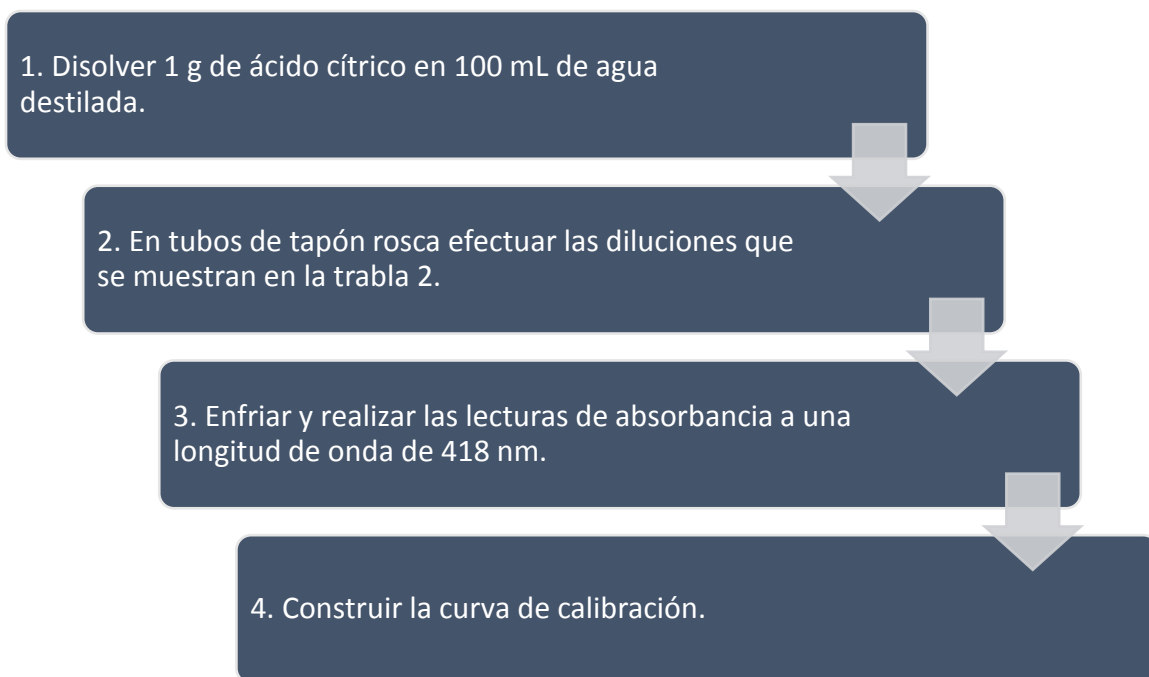 1. Disolver 1 g de ácido cítrico en 100 mL de agua
destilada.
2. En tubos de tapón rosca efectuar las diluciones que
se muestran en la trabla 2.
3. Enfriar y realizar las lecturas de absorbancia a una
longitud de onda de 418 nm.
4. Construir la curva de calibración.